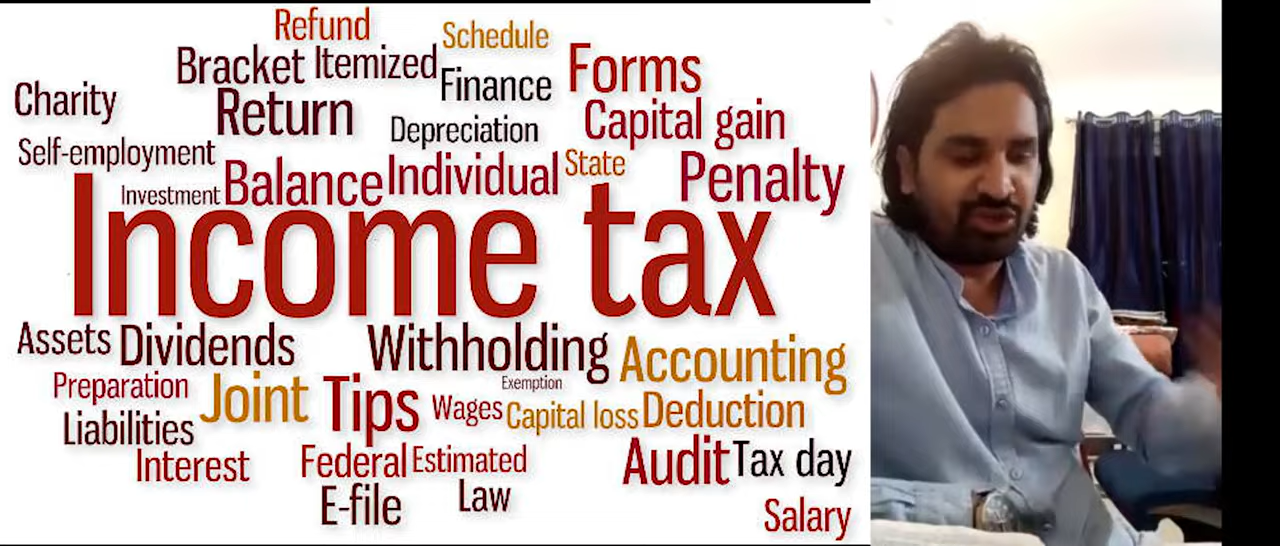 Refund
Schedule
Bracket Itemized Forms
Finance
Charity Return Capital gain
Depreciation
Self-employment State
Investment Balance Individual Penalty
Income tax
Assets Dividends Withholding Accounting
Preparation Exemption
Joint Tips Wages Capital loss Deduction
Liabilities
Interest Federal Estimated Audit Tax day
E-file Law
Salary